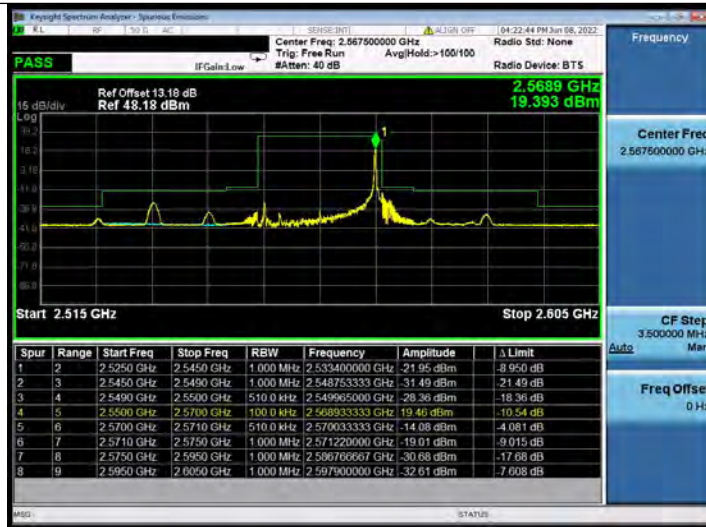 Keysight Spectrum Analyzer - Spurious Emissions
RL RF 50 Ω AC SENSE:INT ALIGN OFF 04:22:44 PM Jun 08, 2022
Center Freq: 2.567500000 GHz Radio Std: None
Trig: Free Run Avg|Hold:>100/100
PASS IFGain:Low #Atten: 40 dB Radio Device: BTS
Frequency
Ref Offset 13.18 dB 2.5689 GHz
15 dB/div Ref 48.18 dBm 19.393 dBm
Log
1
33.2
18.2
3.18
-11.8
-26.8
-41.8
Start 2.515 GHz Stop 2.605 GHz
Center Freq
2.567500000 GHz
CF Step
3.500000 MHz
Auto Man
Freq Offset
0 Hz
Spur Range Start Freq Stop Freq RBW Frequency Amplitude Δ Limit
1 2 2.5250 GHz 2.5450 GHz 1.000 MHz 2.533400000 GHz -21.95 dBm -8.950 dB
2 3 2.5450 GHz 2.5490 GHz 1.000 MHz 2.548753333 GHz -31.49 dBm -21.49 dB
3 4 2.5490 GHz 2.5500 GHz 510.0 kHz 2.549965000 GHz -28.36 dBm -18.36 dB
4 5 2.5500 GHz 2.5700 GHz 100.0 kHz 2.568933333 GHz 19.46 dBm -10.54 dB
5 6 2.5700 GHz 2.5710 GHz 510.0 kHz 2.570033333 GHz -14.08 dBm -4.081 dB
6 7 2.5710 GHz 2.5750 GHz 1.000 MHz 2.571220000 GHz -19.01 dBm -9.015 dB
7 8 2.5750 GHz 2.5950 GHz 1.000 MHz 2.586766667 GHz -30.68 dBm -17.68 dB
8 9 2.5950 GHz 2.6050 GHz 1.000 MHz 2.597900000 GHz -32.61 dBm -7.608 dB
MSG STATUS